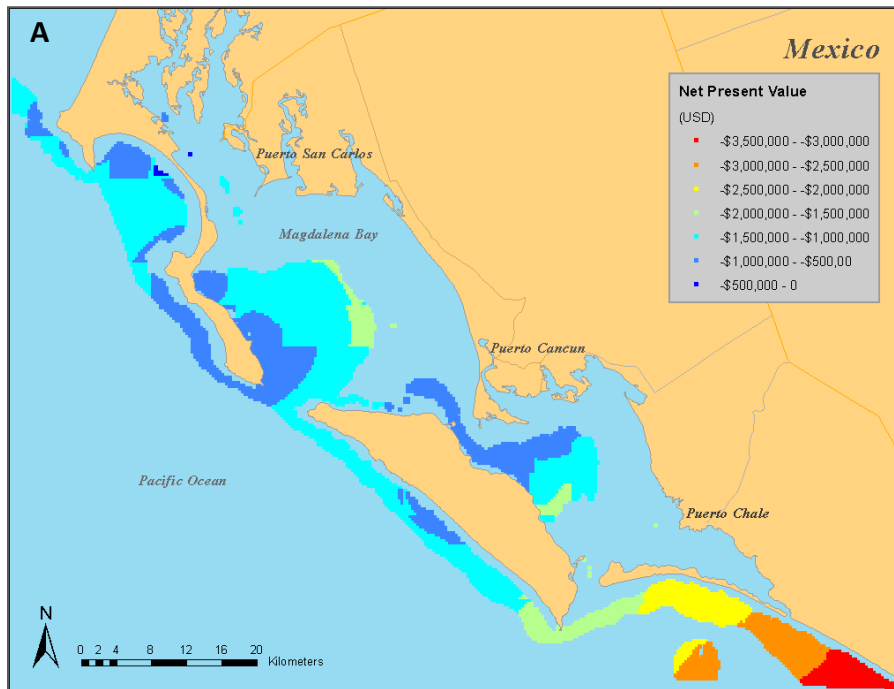 A
Mexico
Net Present Value
(USD)
-$3,500,000 - -$3,000,000
-$3,000,000 - -$2,500,000
-$2,500,000 - -$2,000,000
-$2,000,000 - -$1,500,000
-$1,500,000 - -$1,000,000
-$1,000,000 - -$500,00
-$500,000 - 0
Puerto San Carlos
Magdalena Bay
Puerto Cancun
Pacific Ocean
Puerto Chale
N
0 2 4 8 12 16 20
Kilometers